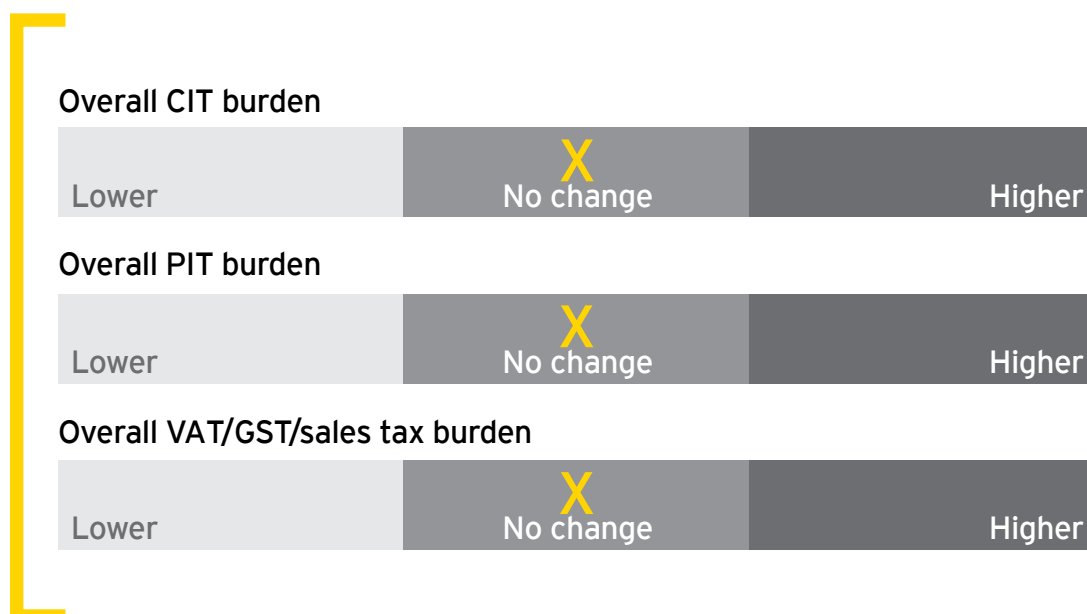 Overall CIT burden
X
Lower No change Higher
Overall PIT burden
X
Lower No change Higher
Overall VAT/GST/sales tax burden
X
Lower No change Higher